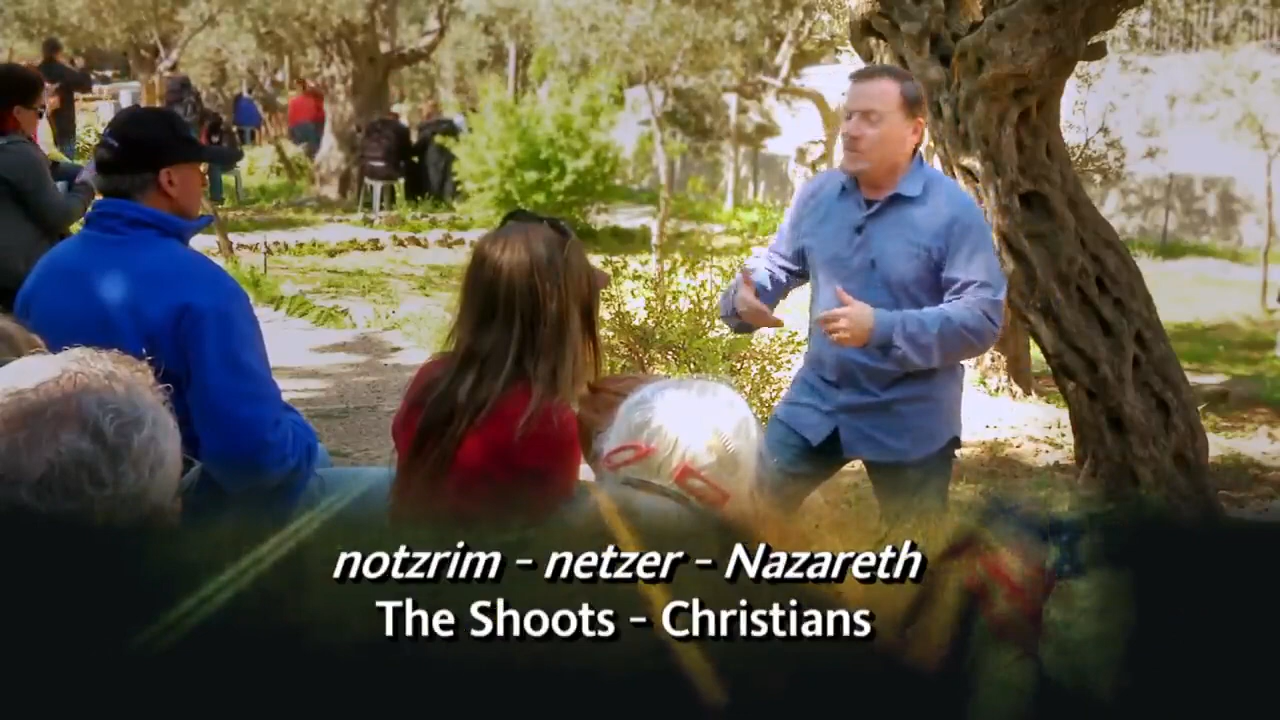 notzrim – netzer – Nazareth
The Shoots – Christians